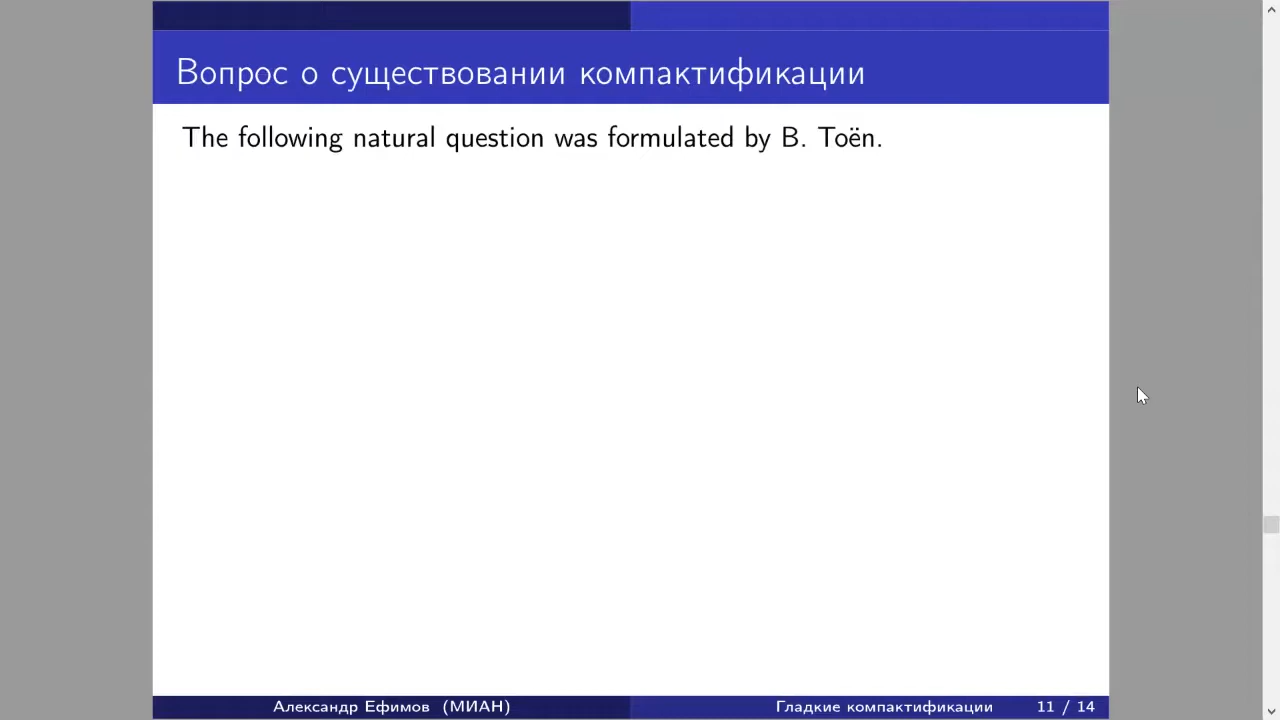 Вопрос о существовании компактификации
The following natural question was formulated by B. Toën.
Александр Ефимов (МИАН)
Гладкие компактификации
11 / 14